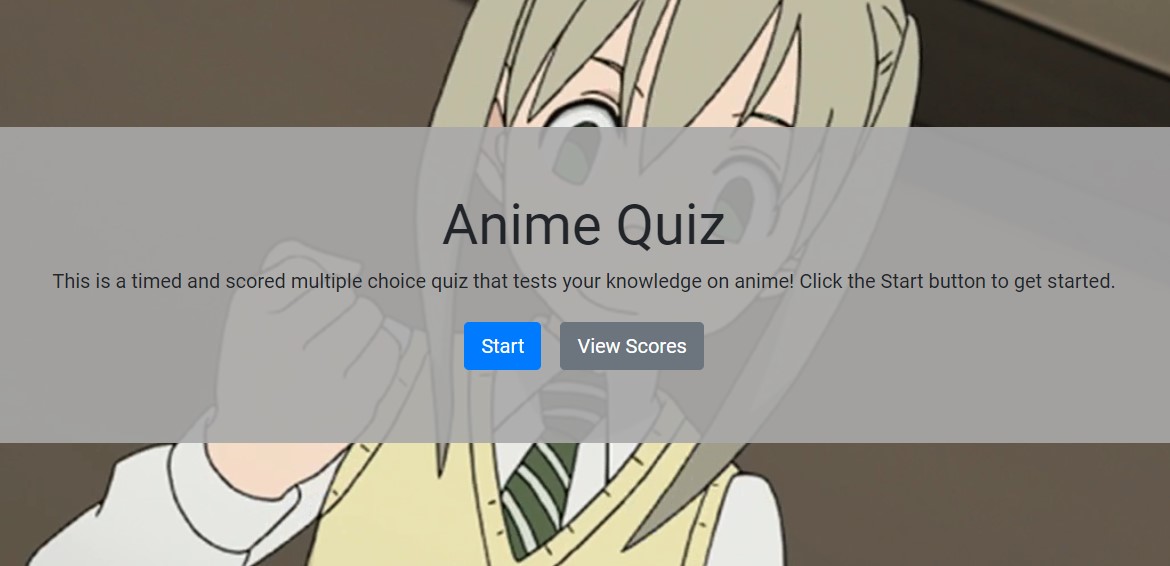 Anime Quiz
This is a timed and scored multiple choice quiz that tests your knowledge on anime! Click the Start button to get started.
Start View Scores